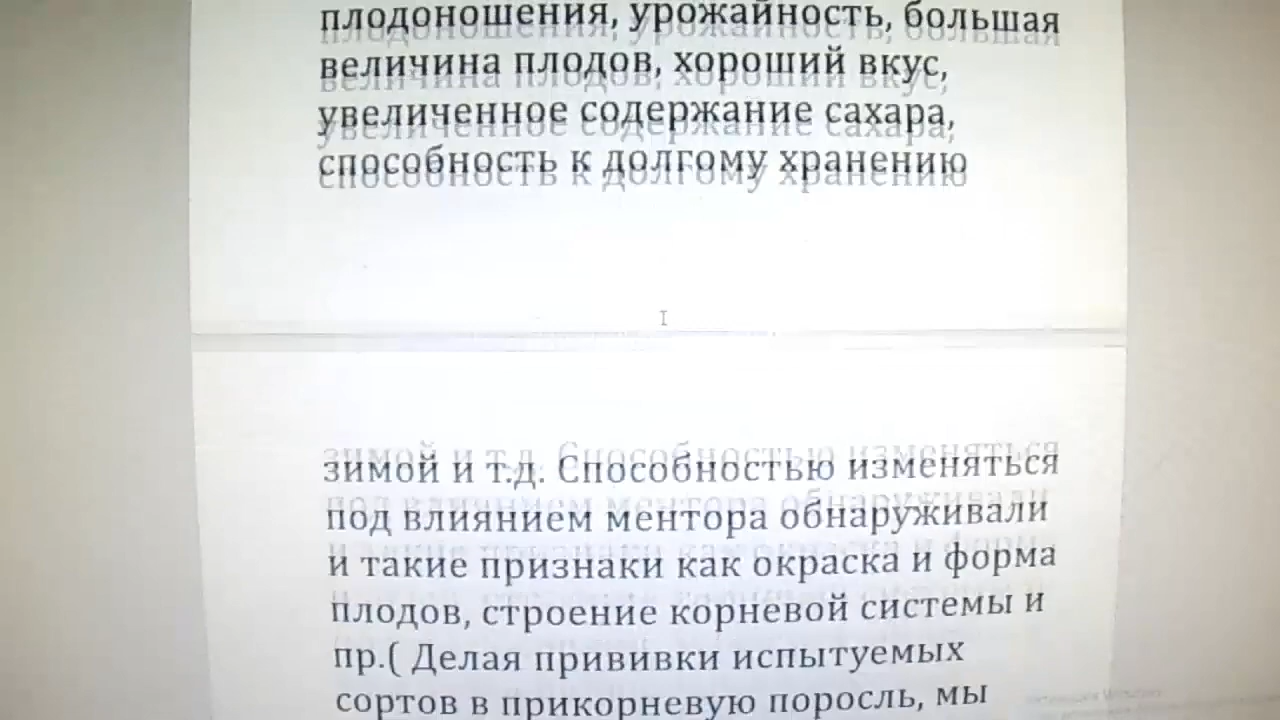 плодоношения, урожайность, большая
величина плодов, хороший вкус,
увеличенное содержание сахара,
способность к долгому хранению
зимой и т.д. Способностью изменяться
под влиянием ментора обнаруживали
и такие признаки как окраска и форма
плодов, строение корневой системы и
пр.( Делая прививки испытуемых
сортов в прикорневую поросль, мы